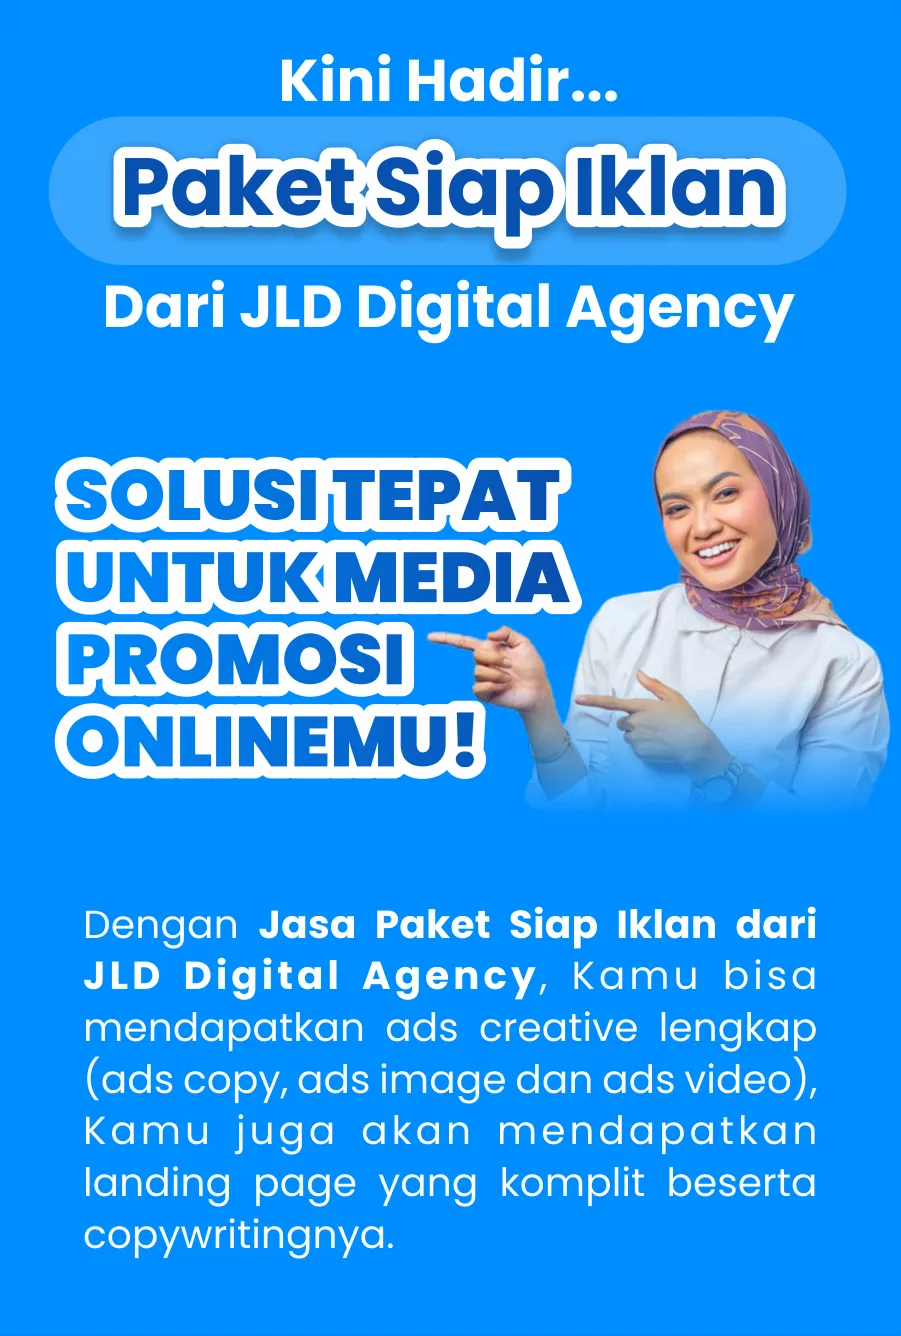 Kini Hadir...
Paket Siap Iklan
Dari JLD Digital Agency
SOLUSI TEPAT
UNTUK MEDIA
PROMOSI
ONLINEMU!
Dengan Jasa Paket Siap Iklan dari
JLD Digital Agency, Kamu bisa
mendapatkan ads creative lengkap
(ads copy, ads image dan ads video),
Kamu juga akan mendapatkan
landing page yang komplit beserta
copywritingnya.